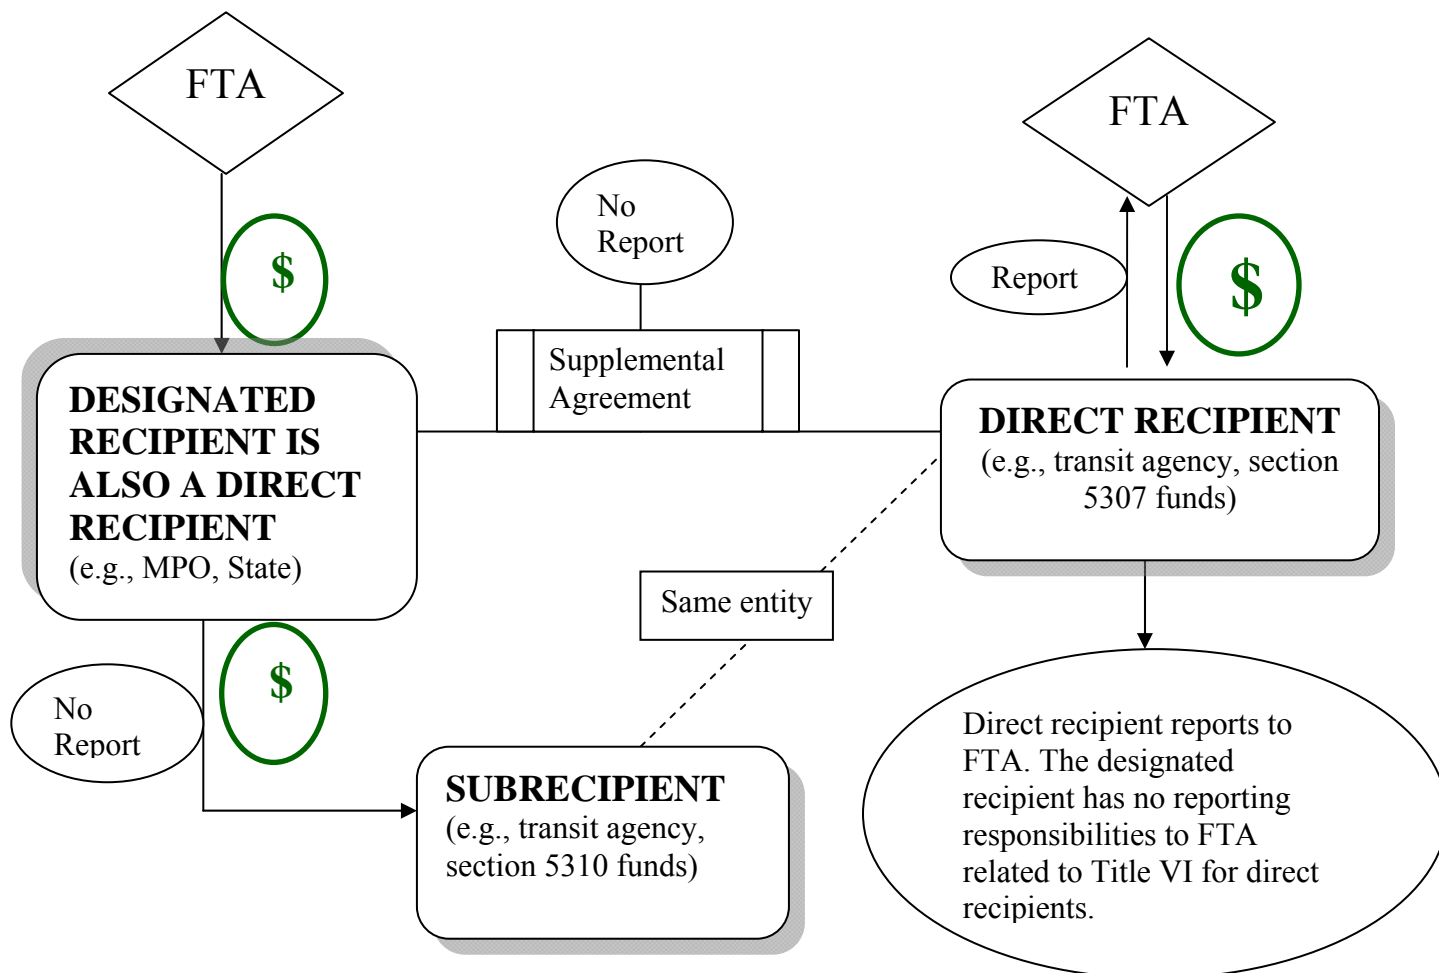 FTA
$
DESIGNATED
RECIPIENT IS
ALSO A DIRECT
RECIPIENT
(e.g., MPO, State)
No
Report
$
SUBRECIPIENT
(e.g., transit agency,
section 5310 funds)
No
Report
Supplemental
Agreement
Same entity
FTA
Report
$
DIRECT RECIPIENT
(e.g., transit agency, section
5307 funds)
Direct recipient reports to
FTA. The designated
recipient has no reporting
responsibilities to FTA
related to Title VI for direct
recipients.